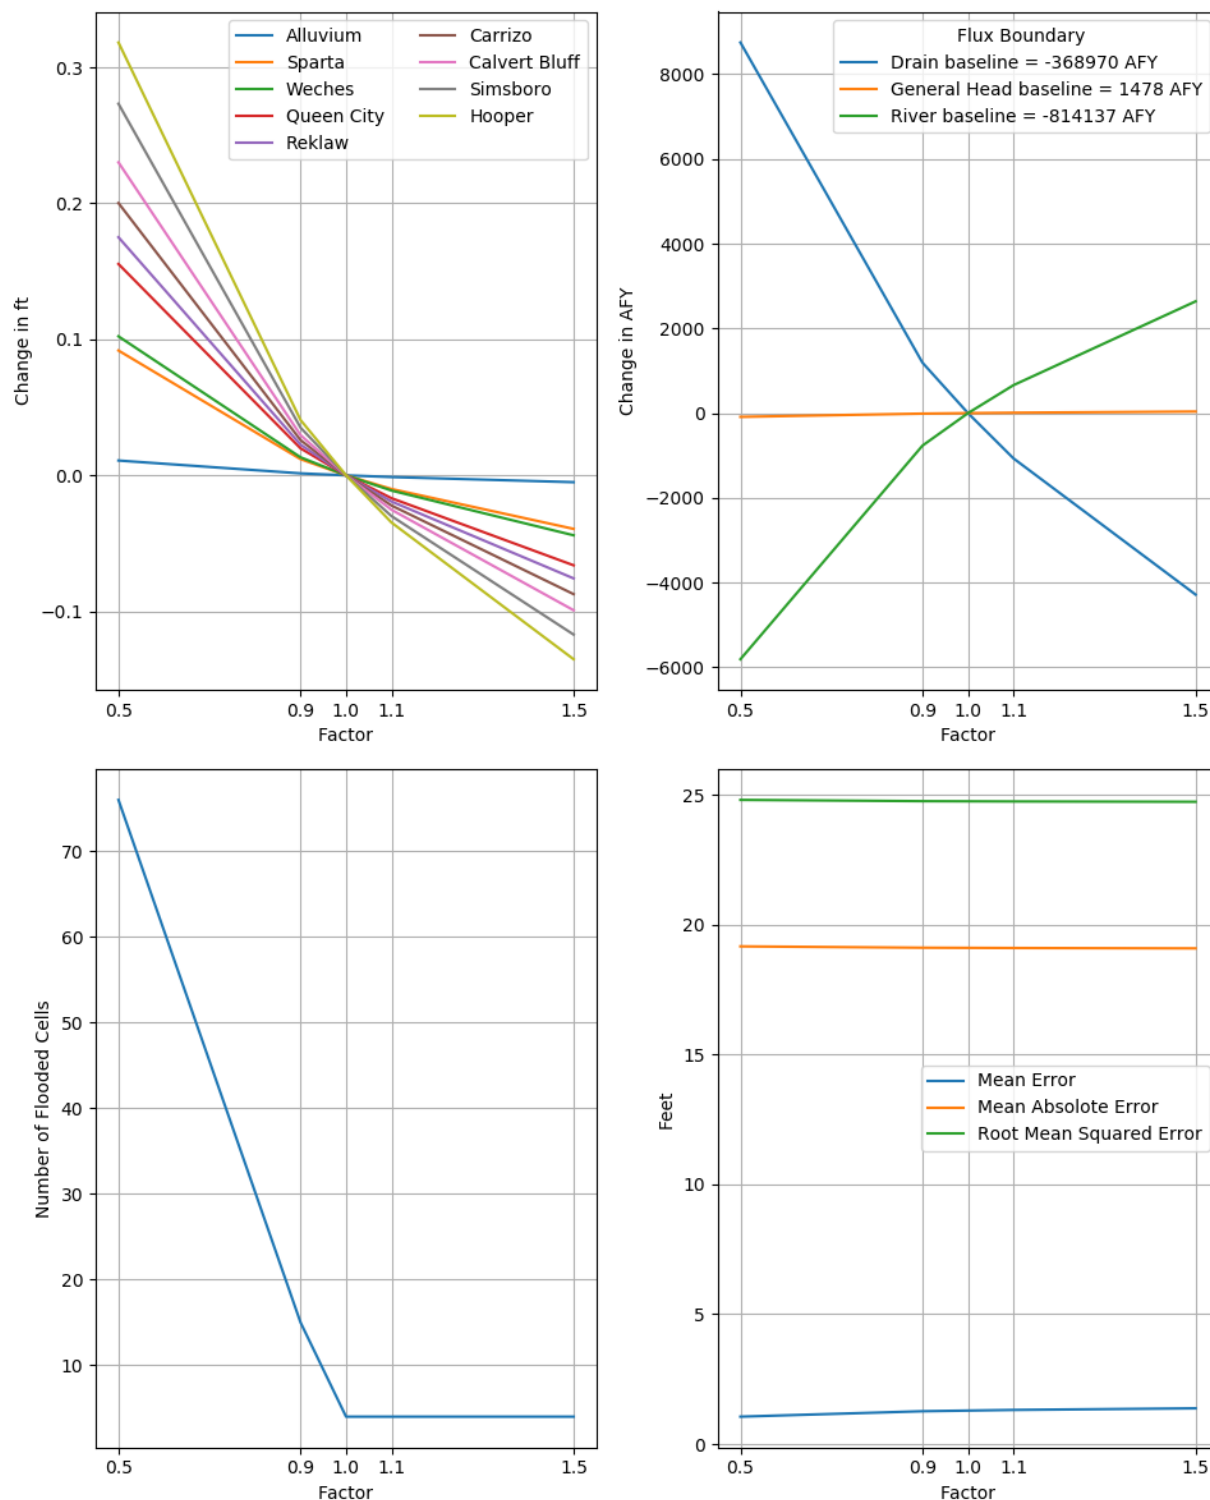 Alluvium
Sparta
Weches
Queen City
Reklaw
Carrizo
Calvert Bluff
Simsboro
Hooper
0.3
0.2
0.1
0.0
−0.1
Change in ft
0.5 0.9 1.0 1.1 1.5
Factor
Flux Boundary
Drain baseline = -368970 AFY
General Head baseline = 1478 AFY
River baseline = -814137 AFY
8000
6000
4000
2000
0
−2000
−4000
−6000
Change in AFY
0.5 0.9 1.0 1.1 1.5
Factor
70
60
50
40
30
20
10
Number of Flooded Cells
0.5 0.9 1.0 1.1 1.5
Factor
25
20
15
10
5
0
Feet
Mean Error
Mean Absolute Error
Root Mean Squared Error
0.5 0.9 1.0 1.1 1.5
Factor